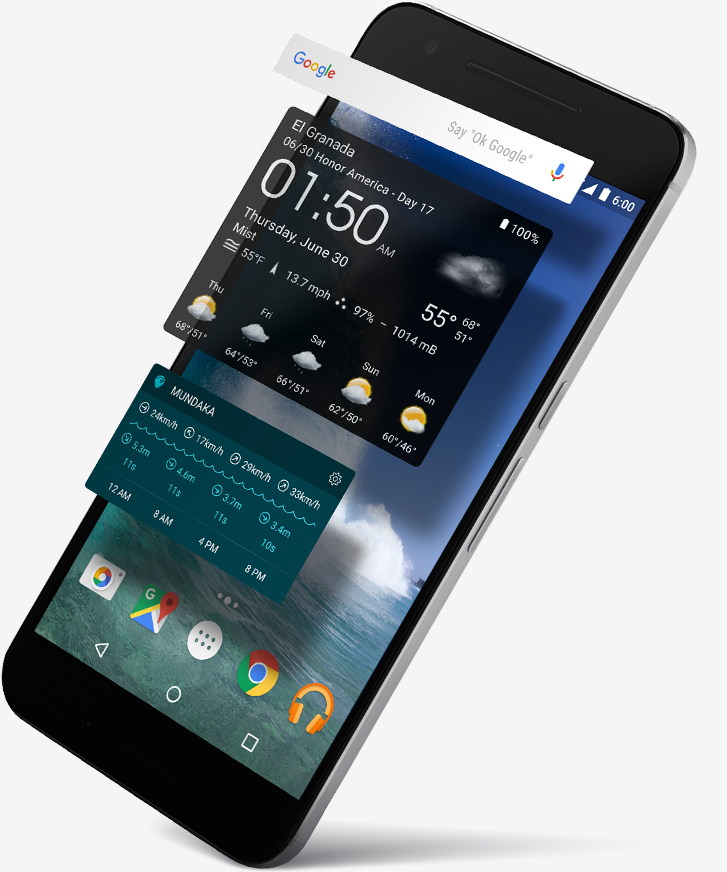 Google
Say "Ok Google"
6:00
El Granada
06/30 Honor America - Day 17
100%
01:50 AM
Thursday, June 30
Mist
55°F 13.7 mph 97% – 1014 mB
55° 68°
51°
Thu Fri Sat Sun Mon
68°/51° 64°/53° 66°/51° 62°/50° 60°/46°
MUNDAKA
24km/h 17km/h 29km/h 33km/h
5.3m 4.6m 3.7m 3.4m
11s 11s 11s 10s
12 AM 8 AM 4 PM 8 PM
G